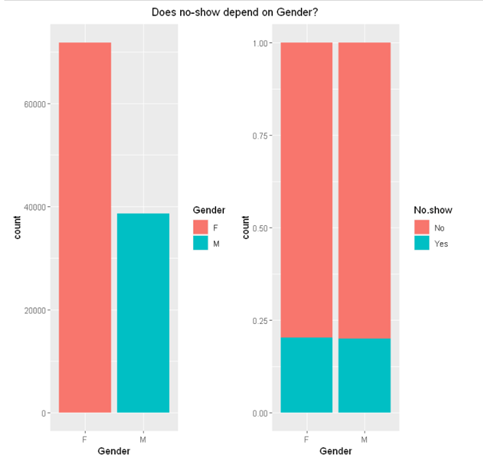 Does no-show depend on Gender?
count
60000
40000
20000
0
F
M
Gender
Gender
F
M
count
1.00
0.75
0.50
0.25
0.00
F
M
Gender
No.show
No
Yes